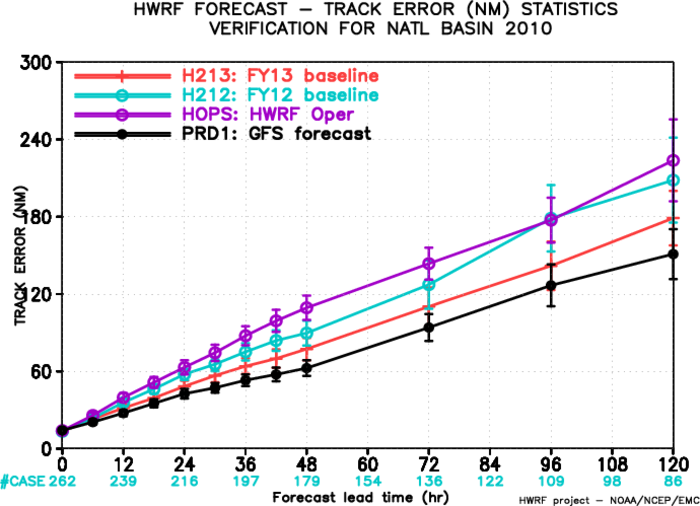 HWRF FORECAST – TRACK ERROR (NM) STATISTICS
VERIFICATION FOR NATL BASIN 2010
H213: FY13 baseline
H212: FY12 baseline
HOPS: HWRF Oper
PRD1: GFS forecast
TRACK ERROR (NM)
300
240
180
120
60
0
0 12 24 36 48 60 72 84 96 108 120
#CASE 262 239 216 197 179 154 136 122 109 98 86
Forecast lead time (hr)
HWRF project – NOAA/NCEP/EMC